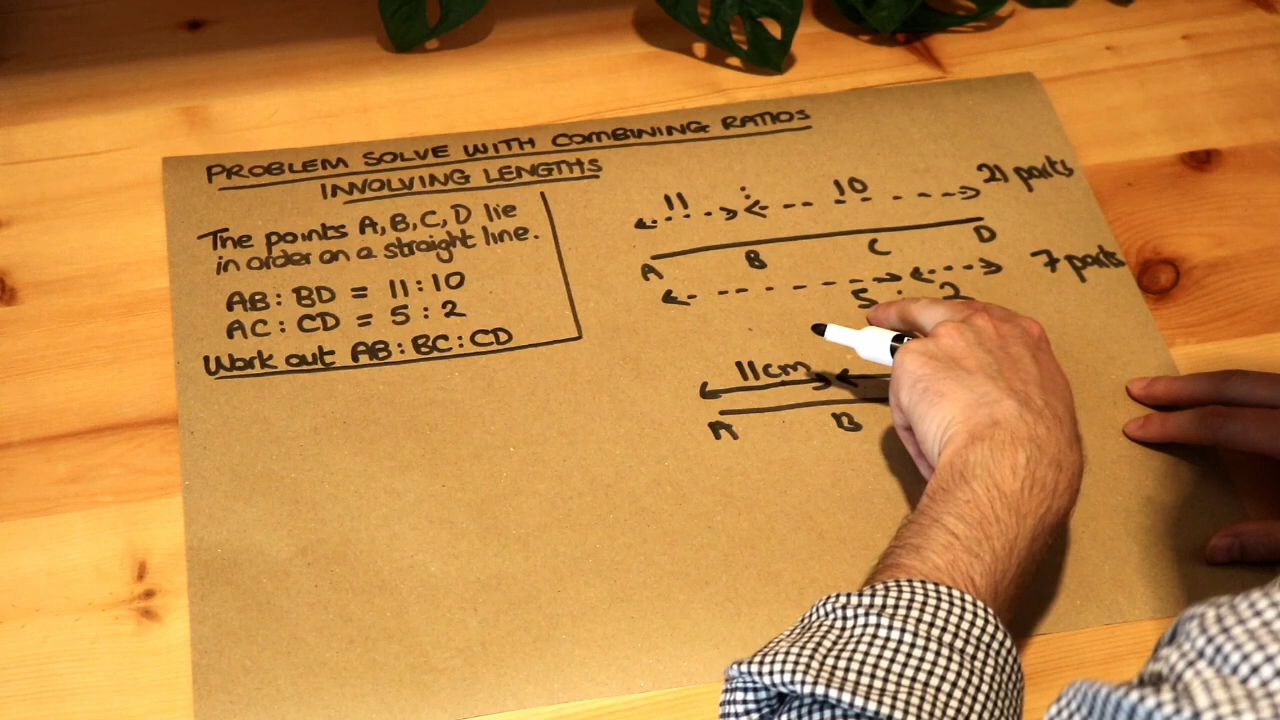 PROBLEM SOLVE WITH COMBINING RATIOS
INVOLVING LENGTHS
The points A, B, C, D lie
in order on a straight line.
AB : BD = 11 : 10
AC : CD = 5 : 2
Work out AB : BC : CD
11 : 10 21 parts
A B C D
5 : 2 7 parts
11cm
A B